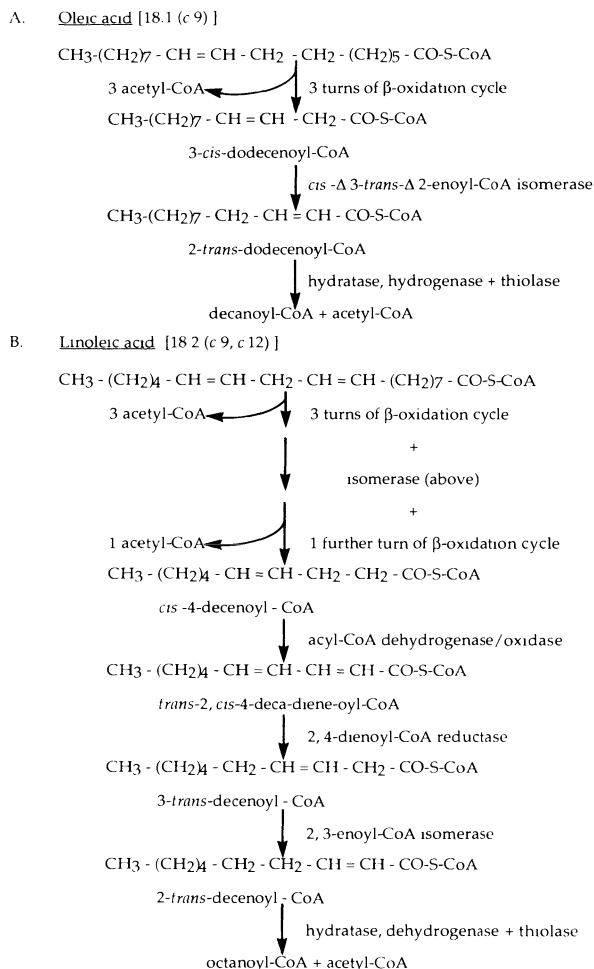 A. Oleic acid [18.1 (c 9) ]
CH3-(CH2)7 - CH = CH - CH2 - CH2 - (CH2)5 - CO-S-CoA
3 acetyl-CoA 3 turns of β-oxidation cycle
CH3-(CH2)7 - CH = CH - CH2 - CO-S-CoA
3-cis-dodecenoyl-CoA
cis -Δ 3-trans-Δ 2-enoyl-CoA isomerase
CH3-(CH2)7 - CH2 - CH = CH - CO-S-CoA
2-trans-dodecenoyl-CoA
hydratase, hydrogenase + thiolase
decanoyl-CoA + acetyl-CoA
B. Linoleic acid [18 2 (c 9, c 12) ]
CH3 - (CH2)4 - CH = CH - CH2 - CH = CH - (CH2)7 - CO-S-CoA
3 acetyl-CoA 3 turns of β-oxidation cycle
+
isomerase (above)
+
1 acetyl-CoA 1 further turn of β-oxidation cycle
CH3 - (CH2)4 - CH = CH - CH2 - CH2 - CO-S-CoA
cis -4-decenoyl - CoA
acyl-CoA dehydrogenase/oxidase
CH3 - (CH2)4 - CH = CH - CH = CH - CO-S-CoA
trans-2, cis-4-deca-diene-oyl-CoA
2, 4-dienoyl-CoA reductase
CH3 - (CH2)4 - CH2 - CH = CH - CH2 - CO-S-CoA
3-trans-decenoyl - CoA
2, 3-enoyl-CoA isomerase
CH3 - (CH2)4 - CH2 - CH2 - CH = CH - CO-S-CoA
2-trans-decenoyl - CoA
hydratase, dehydrogenase + thiolase
octanoyl-CoA + acetyl-CoA